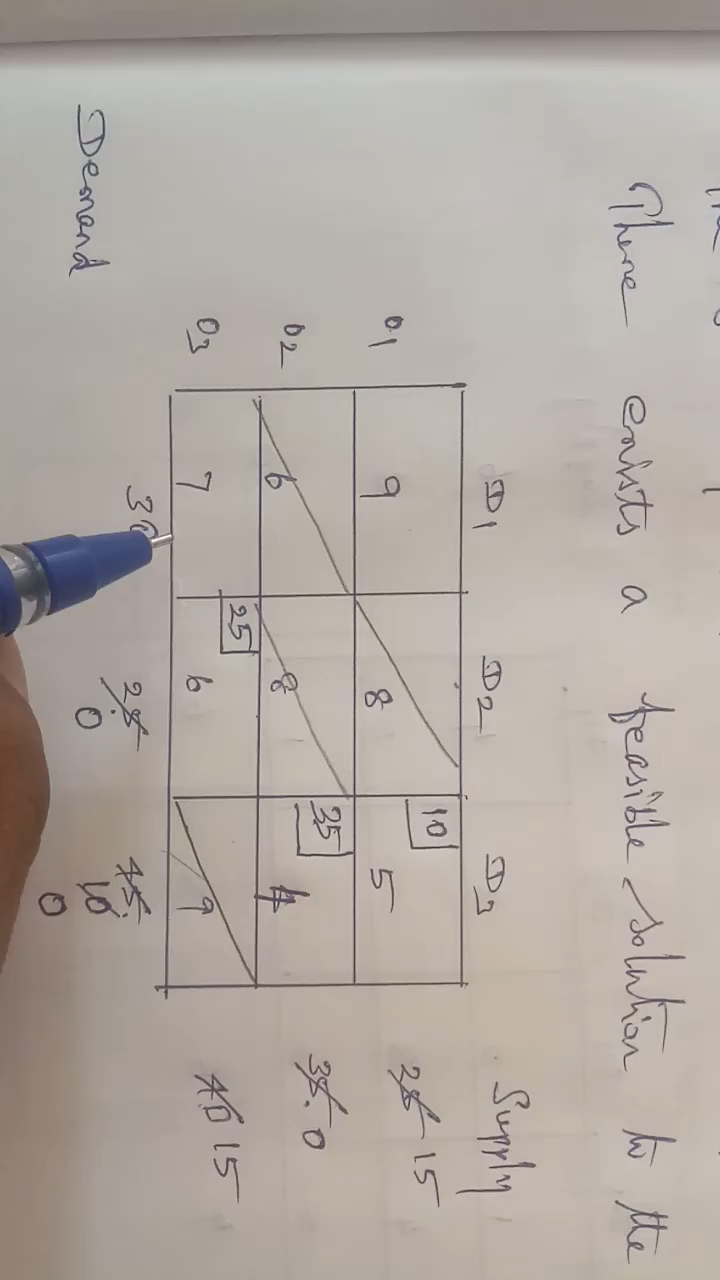 There exists a feasible solution to the
D1 D2 D3 Supply
O1 9 8 10 5 25 15
O2 6 8 35 4 35 0
O3 7 25 6 9 40 15
Demand 30 25 45
0 10
0